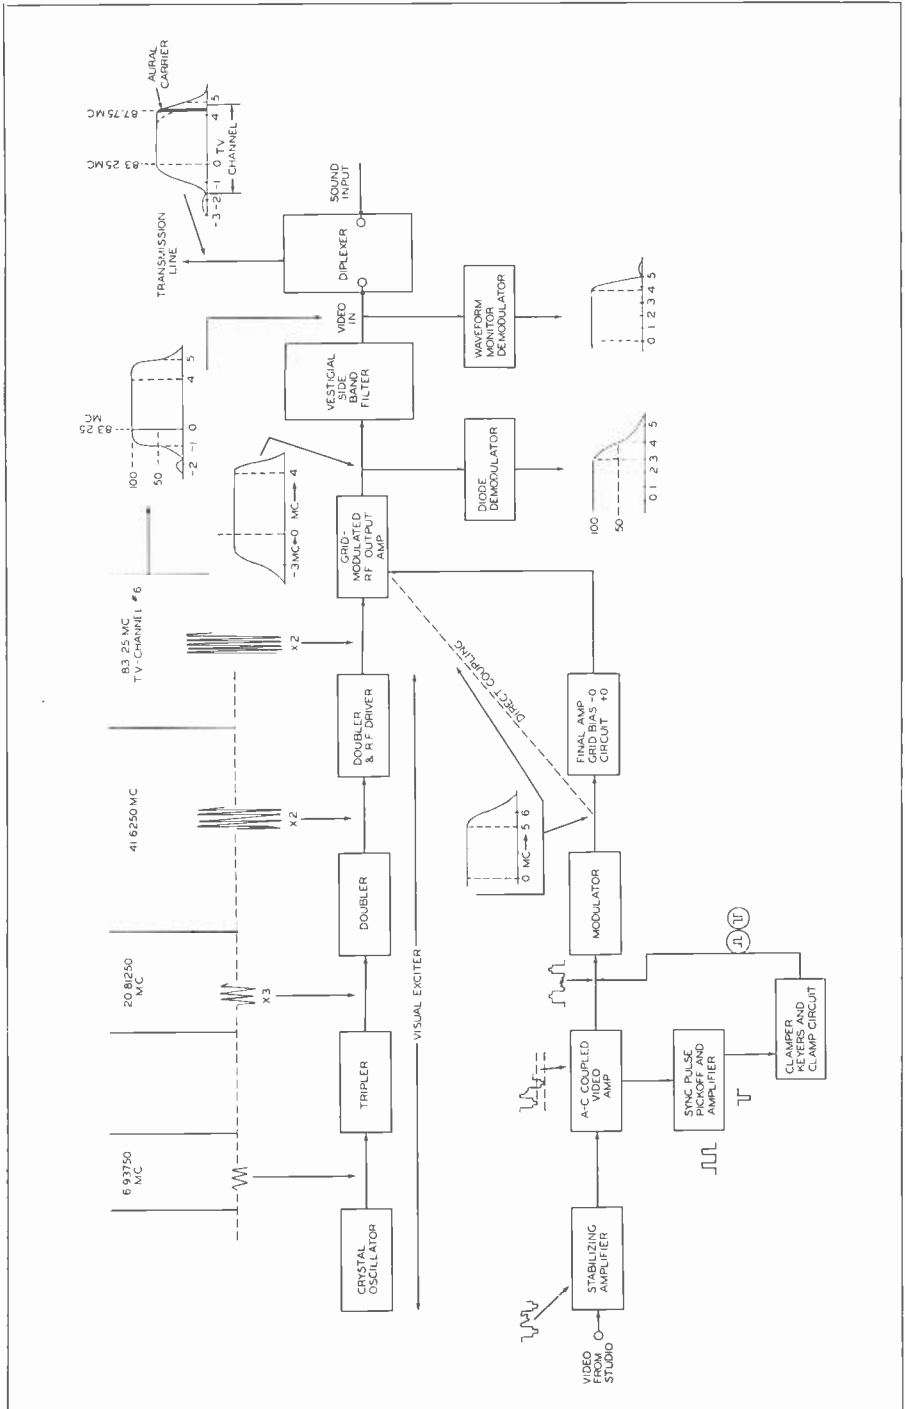 6 93750
MC
20.81250
MC
41 6250 MC
83 25 MC
TV-CHANNEL #6
X3
X2
X2
CRYSTAL
OSCILLATOR
TRIPLER
DOUBLER
DOUBLER
& R F DRIVER
GRID-
MODULATED
RF OUTPUT
AMP
VESTIGIAL
SIDE
BAND
FILTER
VIDEO
IN
DIPLEXER
SOUND
INPUT
TRANSMISSION
LINE
VISUAL EXCITER
-3MC 0 MC 4
83 25
MC
100
50
-2 -1 0 4 5
83 25MC
87.75 MC
AURAL
CARRIER
-3 -2 -1 0 4 5
TV
CHANNEL
DIODE
DEMODULATOR
100
50
0 1 2 3 4 5
WAVEFORM
MONITOR
DEMODULATOR
0 1 2 3 4 5
DIRECT COUPLING
0 MC 5 6
VIDEO
FROM
STUDIO
STABILIZING
AMPLIFIER
A-C COUPLED
VIDEO
AMP
MODULATOR
FINAL AMP
GRID BIAS -0
CIRCUIT +0
SYNC PULSE
PICKOFF AND
AMPLIFIER
CLAMPER
KEYERS AND
CLAMP CIRCUIT